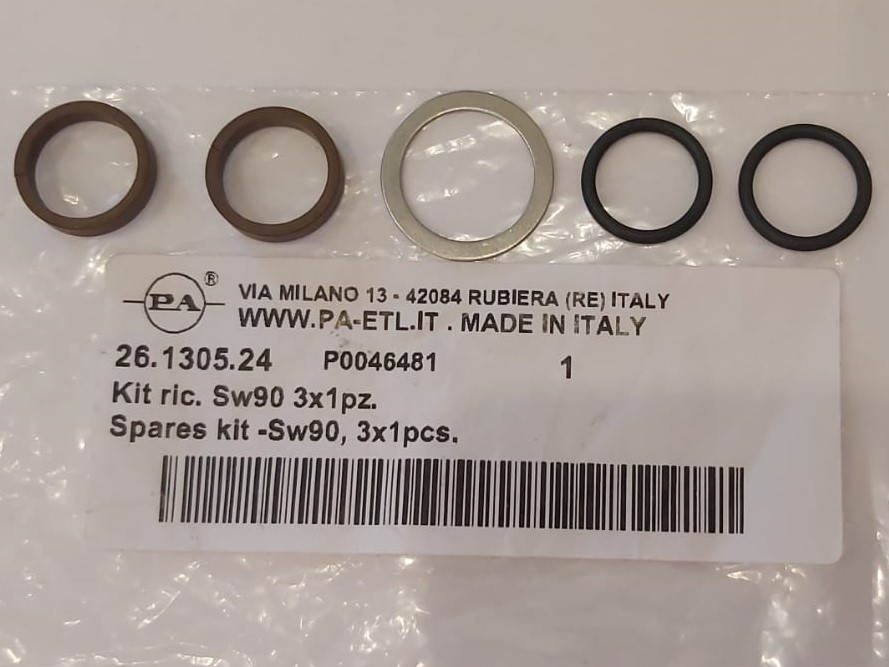 PA ®
VIA MILANO 13 - 42084 RUBIERA (RE) ITALY
WWW.PA-ETL.IT . MADE IN ITALY
26.1305.24 P0046481 1
Kit ric. Sw90 3x1pz.
Spares kit -Sw90, 3x1pcs.